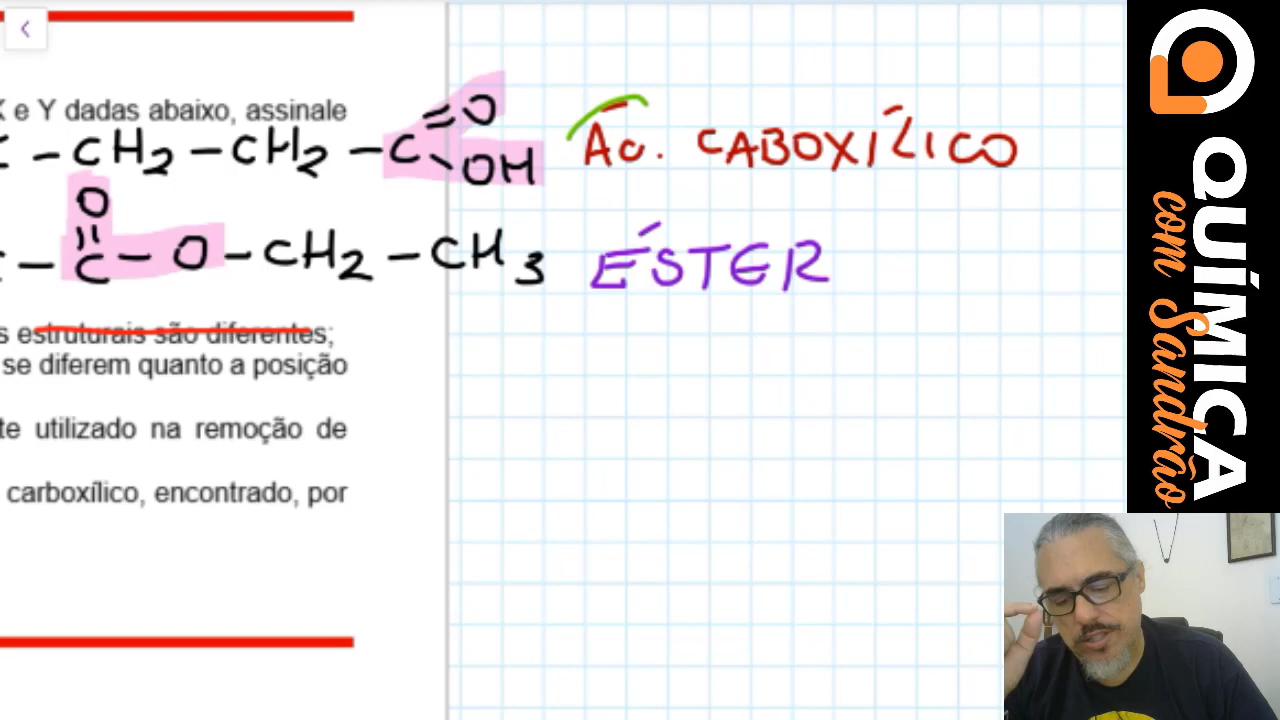 X e Y dadas abaixo, assinale
- CH2 - CH2 - C =O
OH
Ác. CABOXÍLICO
O
||
- C - O - CH2 - CH3
ÉSTER
s estruturais são diferentes;
se diferem quanto a posição
te utilizado na remoção de
carboxílico, encontrado, por
QUÍMICA
com Sandrão